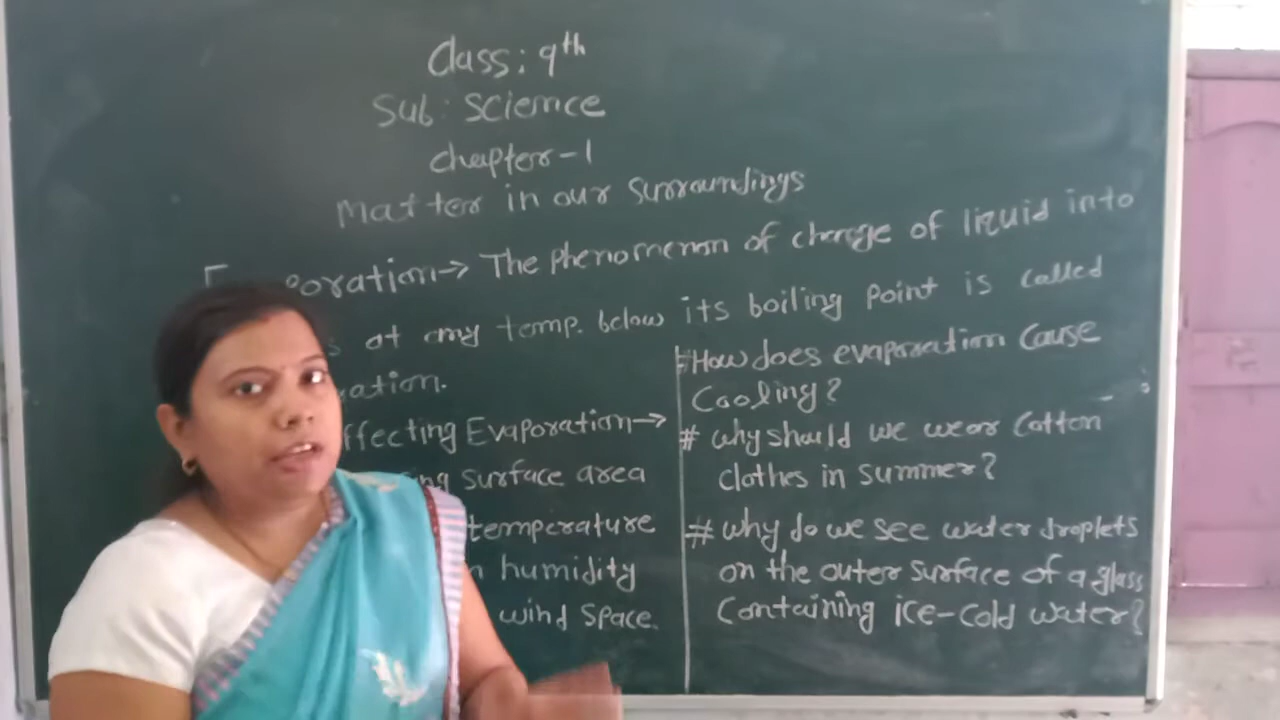 Class: 9th
Sub: Science
Chapter-1
Matter in our Surroundings
→ The phenomenon of change of liquid into
at any temp. below its boiling point is called
Affecting Evaporation →
surface area
temperature
humidity
wind space.
# How does evaporation Cause
Cooling?
# why should we wear Cotton
clothes in summer?
# why do we see water droplets
on the outer surface of a glass
Containing ice-cold water?